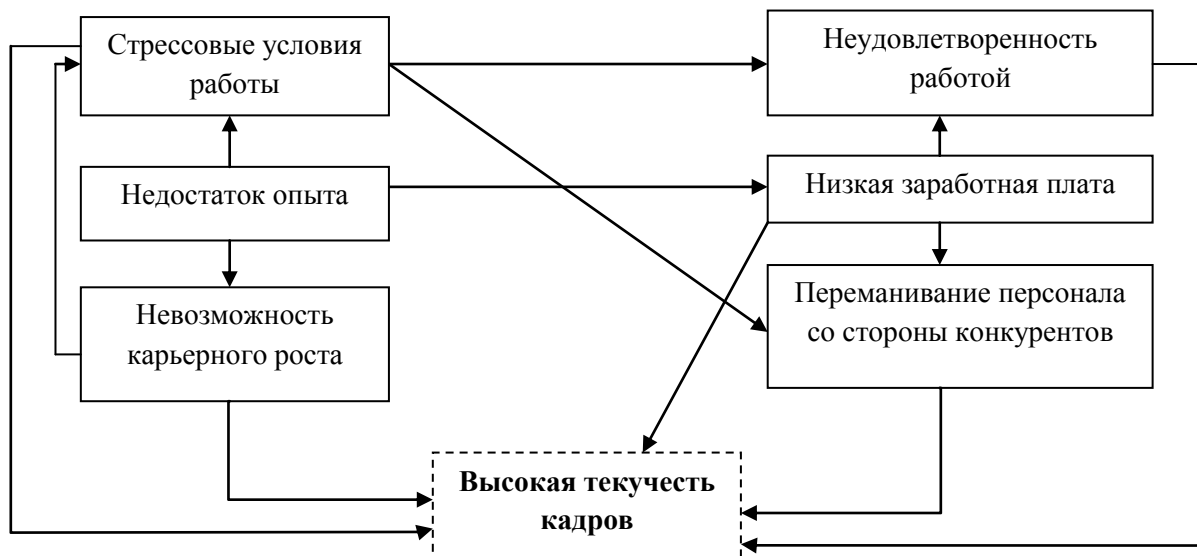 Стрессовые условия
работы
Неудовлетворенность
работой
Недостаток опыта
Низкая заработная плата
Невозможность
карьерного роста
Переманивание персонала
со стороны конкурентов
Высокая текучесть
кадров